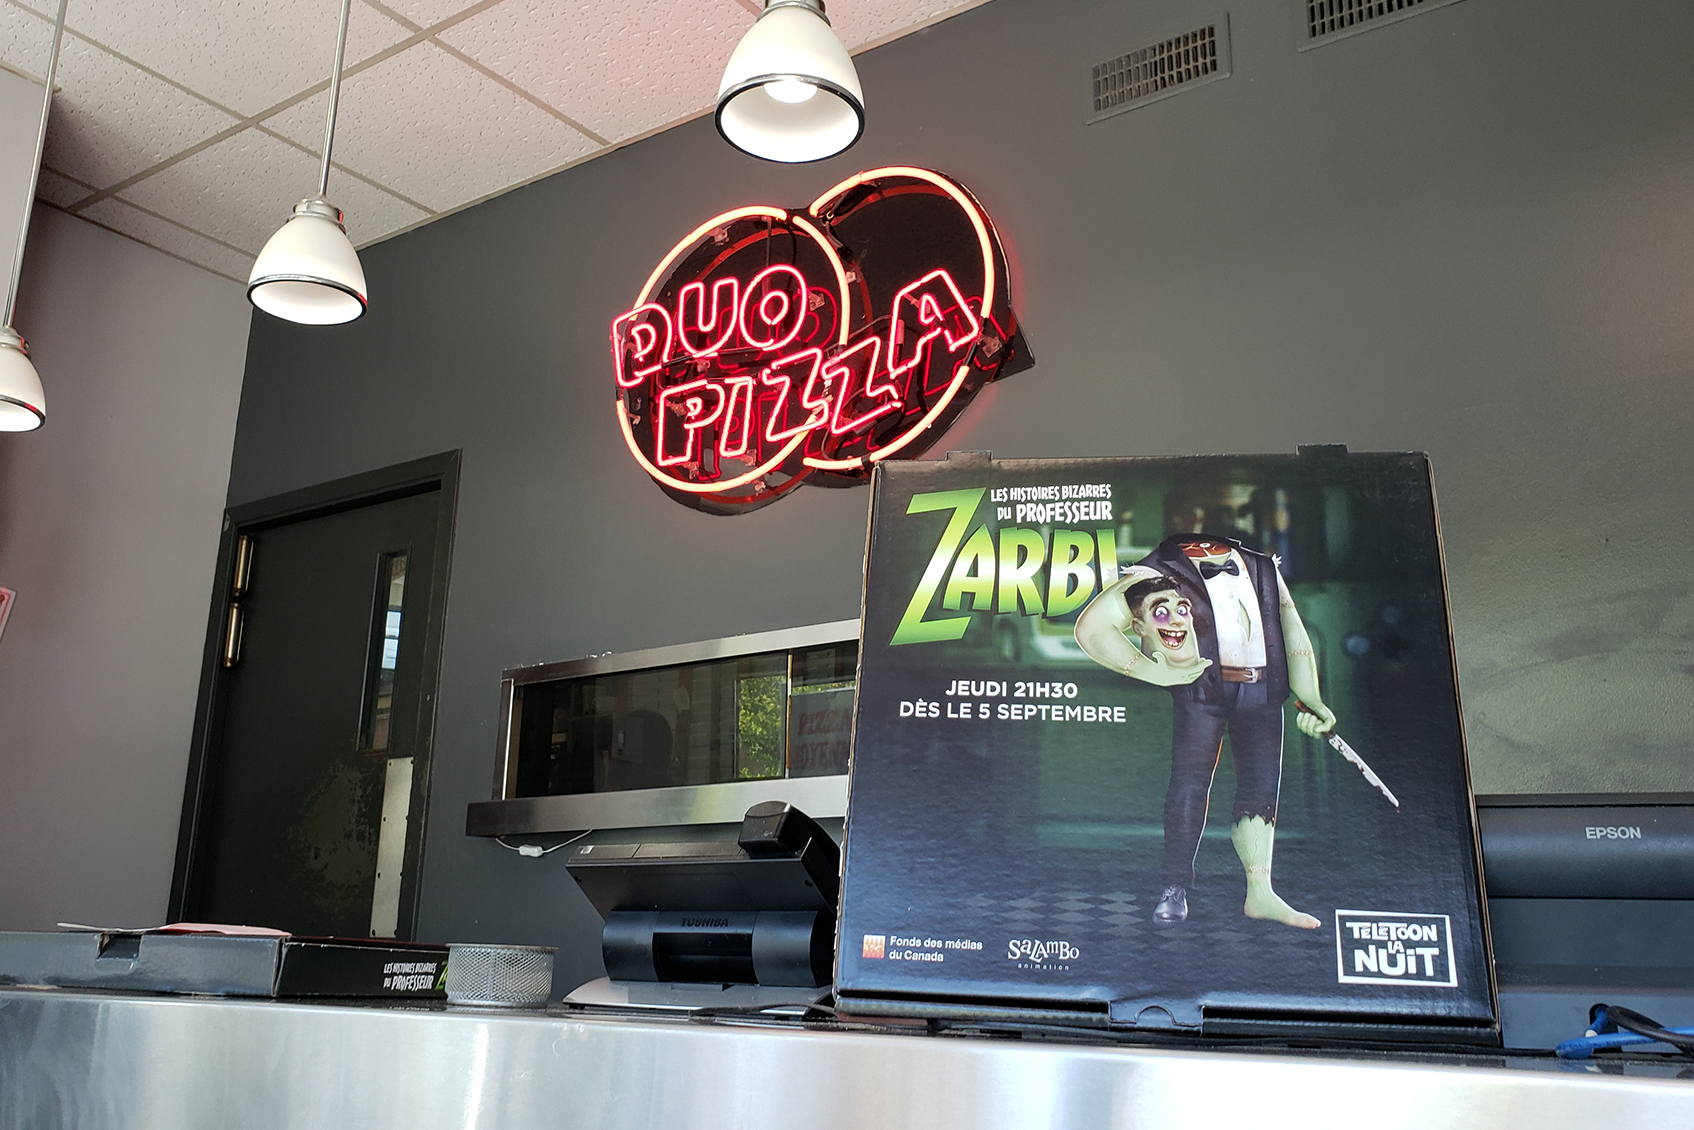 DUO
PIZZA
LES HISTOIRES BIZARRES
DU PROFESSEUR
ZARBI
JEUDI 21H30
DÈS LE 5 SEPTEMBRE
Fonds des médias
du Canada
SALAMBO
animation
TELETOON
LA
NUIT
EPSON
TOSHIBA
LES HISTOIRES BIZARRES
DU PROFESSEUR